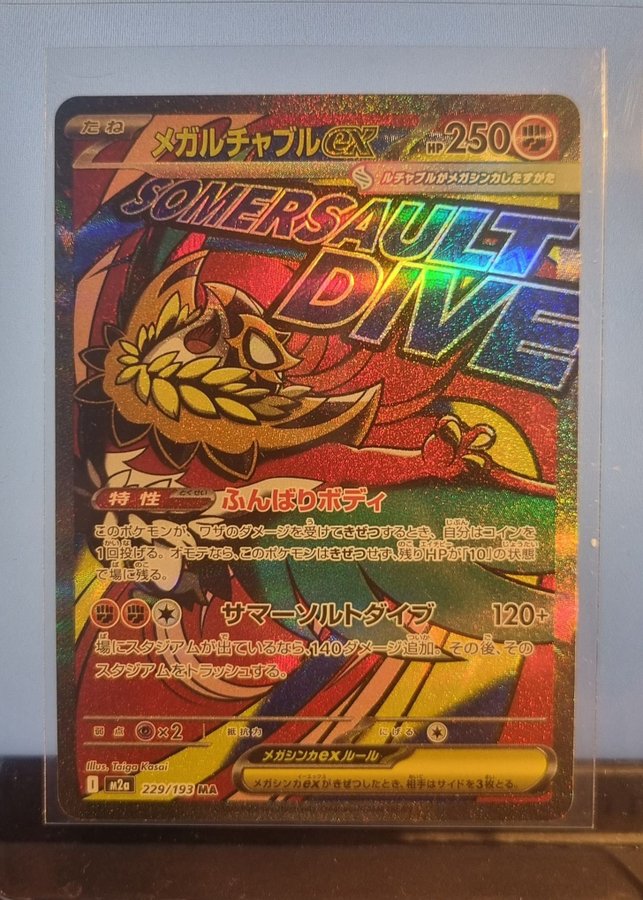 たね
メガルチャブルex HP 250
ルチャブルがメガシンカしたすがた
SOMERSAULT
DIVE
特性 とくせい ふんばりボディ
このポケモンが、ワザのダメージを受けてきぜつするとき、自分はコインを
1回投げる。オモテなら、このポケモンはきぜつせず、残りHPが「10」の状態
で場に残る。
サマーソルトダイブ 120+
場にスタジアムが出ているなら、140ダメージ追加。その後、その
スタジアムをトラッシュする。
弱点 ×2 抵抗力 にげる
Illus. Taiga Kasai
メガシンカexルール
I M2a 229/193 MA
メガシンカexがきぜつしたとき、相手はサイドを3枚とる。